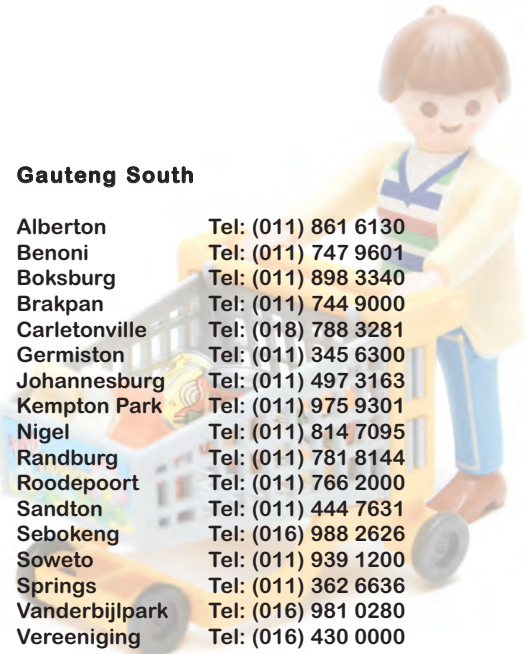 Gauteng South
Alberton Tel: (011) 861 6130
Benoni Tel: (011) 747 9601
Boksburg Tel: (011) 898 3340
Brakpan Tel: (011) 744 9000
Carletonville Tel: (018) 788 3281
Germiston Tel: (011) 345 6300
Johannesburg Tel: (011) 497 3163
Kempton Park Tel: (011) 975 9301
Nigel Tel: (011) 814 7095
Randburg Tel: (011) 781 8144
Roodepoort Tel: (011) 766 2000
Sandton Tel: (011) 444 7631
Sebokeng Tel: (016) 988 2626
Soweto Tel: (011) 939 1200
Springs Tel: (011) 362 6636
Vanderbijlpark Tel: (016) 981 0280
Vereeniging Tel: (016) 430 0000